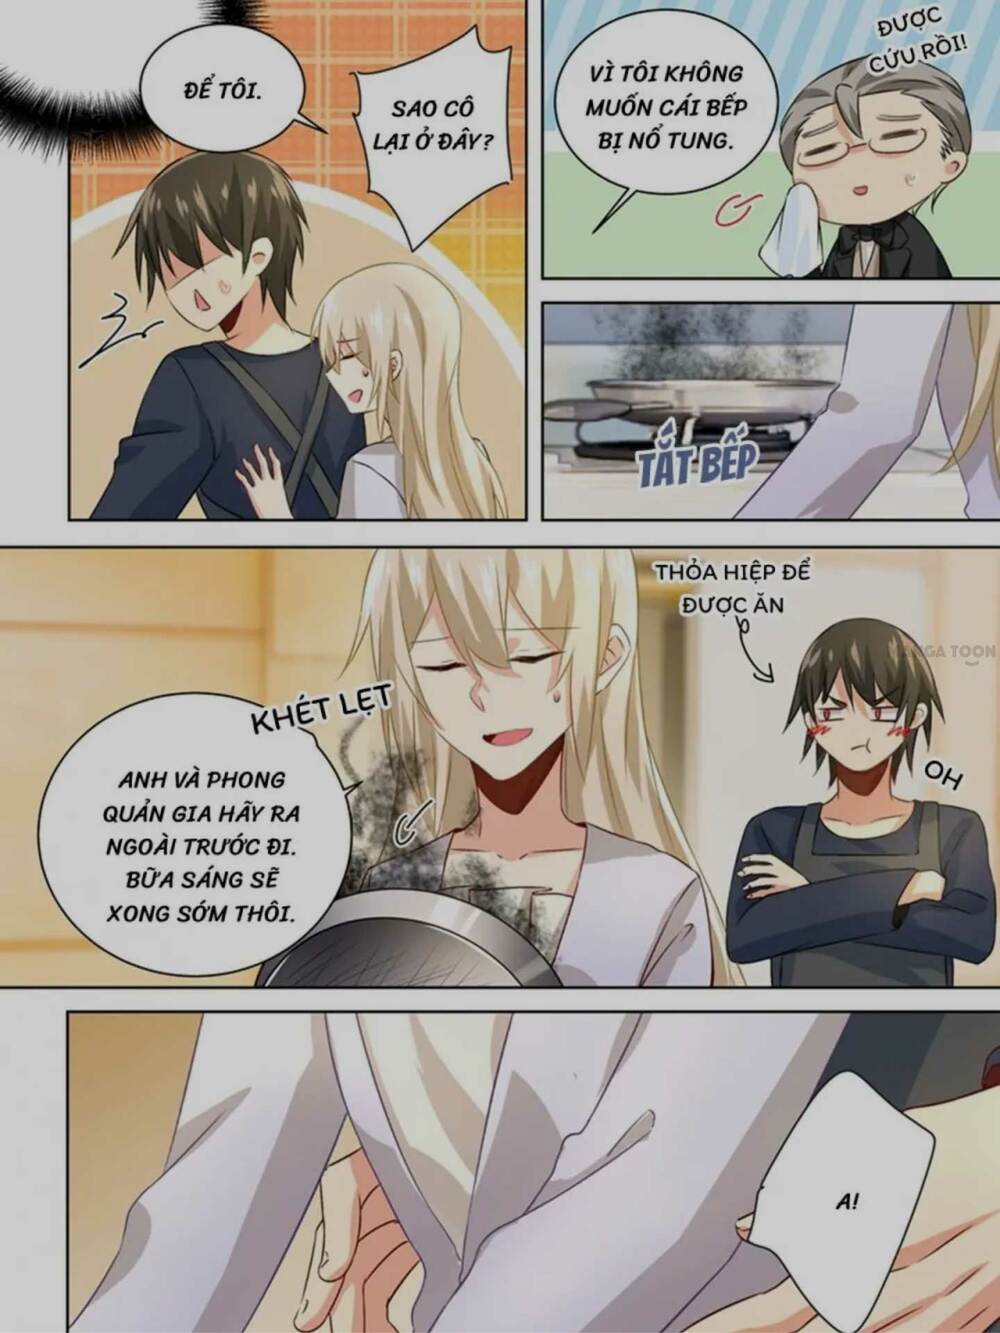 ĐỂ TÔI.
SAO CÔ
LẠI Ở ĐÂY?
VÌ TÔI KHÔNG
MUỐN CÁI BẾP
BỊ NỔ TUNG.
ĐƯỢC
CỨU RỒI!
TẮT BẾP
KHÉT LẸT
ANH VÀ PHONG
QUẢN GIA HÃY RA
NGOÀI TRƯỚC ĐI.
BỮA SÁNG SẼ
XONG SỚM THÔI.
THỎA HIỆP ĐỂ
ĐƯỢC ĂN
MANGA TOON
OH
A!